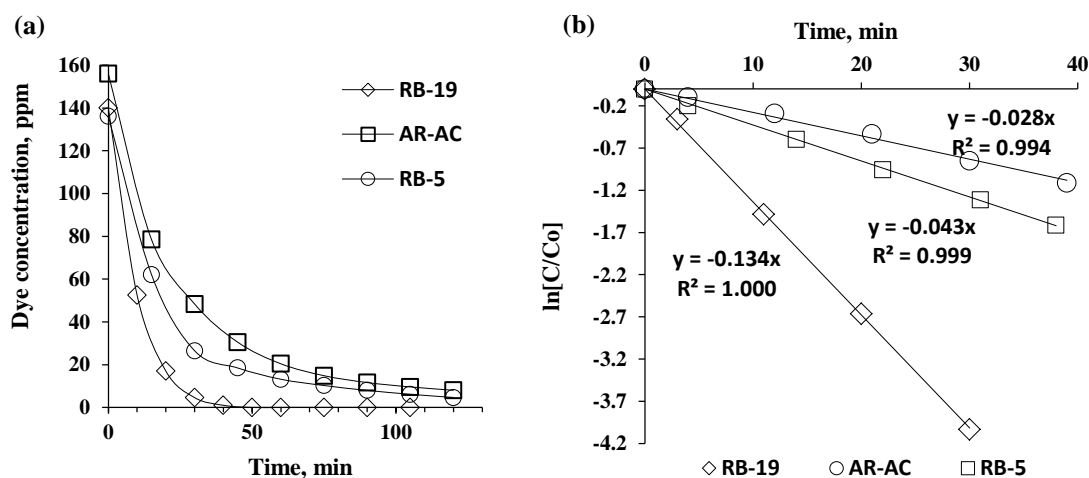 (a)
160
140
120
100
80
60
40
20
0
Dye concentration, ppm
0
50
100
Time, min
RB-19
AR-AC
RB-5
(b)
Time, min
0
10
20
30
40
-0.2
-0.7
-1.2
-1.7
-2.2
-2.7
-3.2
-3.7
-4.2
ln[C/Co]
y = -0.028x
R² = 0.994
y = -0.043x
R² = 0.999
y = -0.134x
R² = 1.000
RB-19 AR-AC RB-5